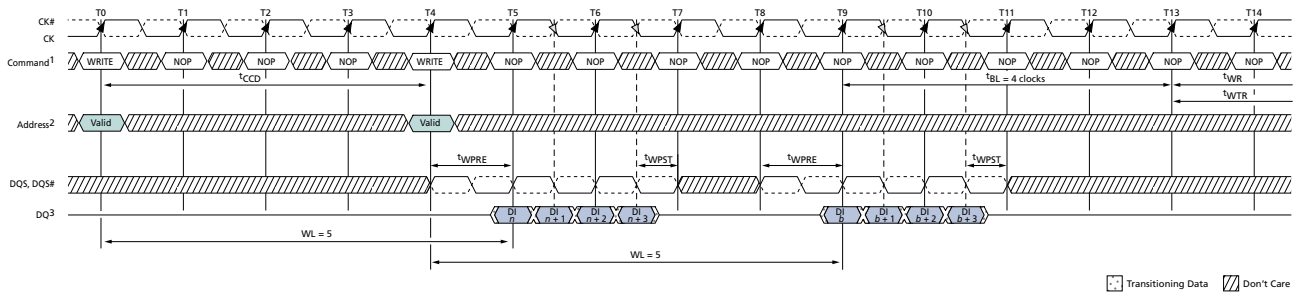 T0 T1 T2 T3 T4 T5 T6 T7 T8 T9 T10 T11 T12 T13 T14
CK#
CK
Command1 WRITE NOP NOP NOP WRITE NOP NOP NOP NOP NOP NOP NOP NOP NOP NOP
tCCD tBL = 4 clocks tWR
tWTR
Address2 Valid Valid
tWPRE tWPST tWPRE tWPST
DQS, DQS#
DQ3 DI n DI n + 1 DI n + 2 DI n + 3 DI b DI b + 1 DI b + 2 DI b + 3
WL = 5
WL = 5
Transitioning Data Don't Care